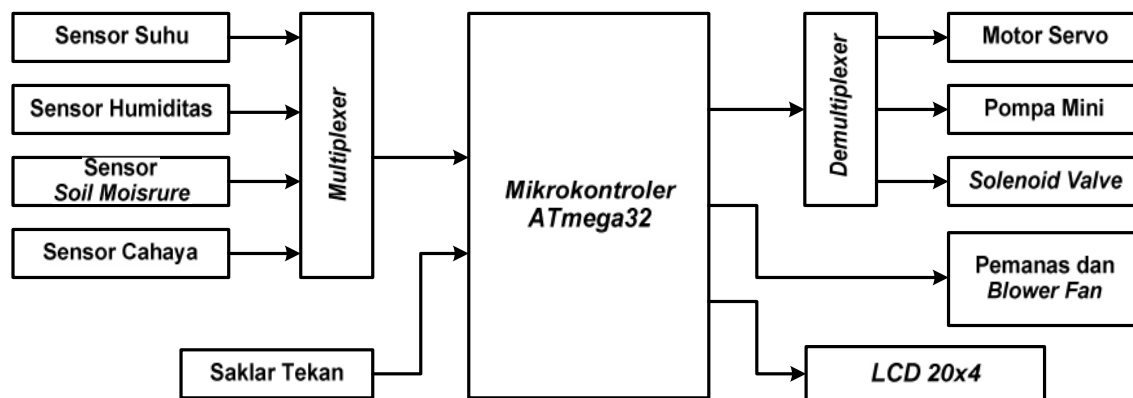 Sensor Suhu
Sensor Humiditas
Sensor
Soil Moisrure
Sensor Cahaya
Saklar Tekan
Multiplexer
Mikrokontroler
ATmega32
Demultiplexer
Motor Servo
Pompa Mini
Solenoid Valve
Pemanas dan
Blower Fan
LCD 20x4